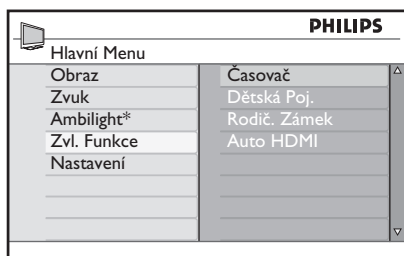 PHILIPS
Hlavní Menu
Obraz
Zvuk
Ambilight*
Zvl. Funkce
Nastavení
Časovač
Dětská Poj.
Rodič. Zámek
Auto HDMI